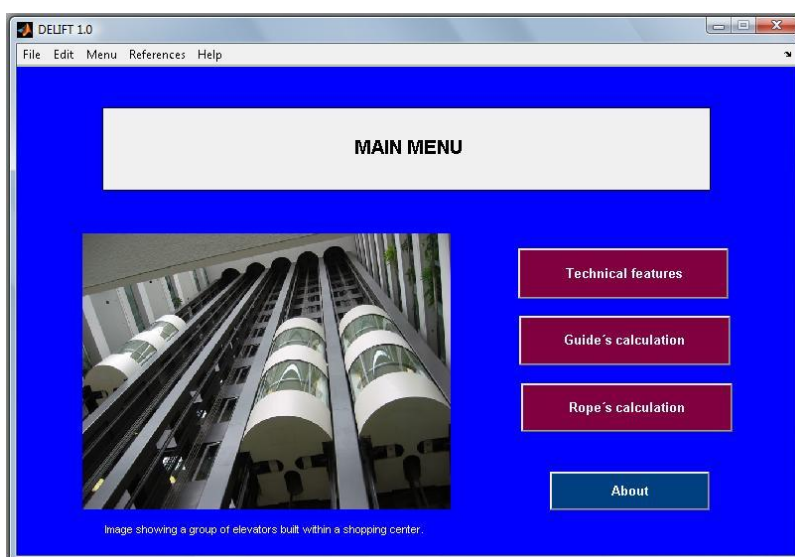 DELIFT 1.0
File Edit Menu References Help
MAIN MENU
Technical features
Guide´s calculation
Rope´s calculation
About
Image showing a group of elevators built within a shopping center.